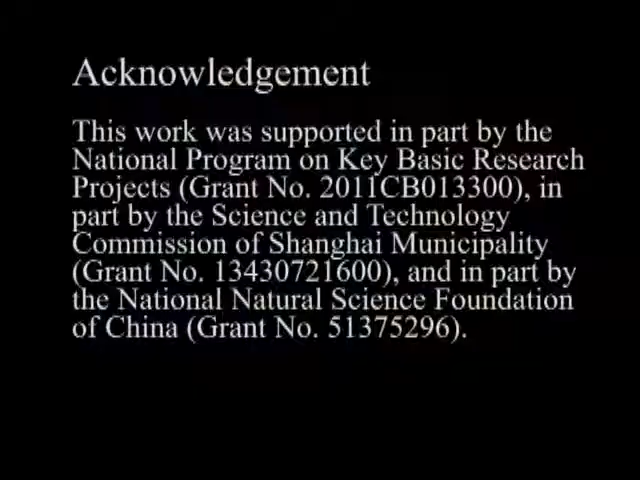 Acknowledgement
This work was supported in part by the
National Program on Key Basic Research
Projects (Grant No. 2011CB013300), in
part by the Science and Technology
Commission of Shanghai Municipality
(Grant No. 13430721600), and in part by
the National Natural Science Foundation
of China (Grant No. 51375296).